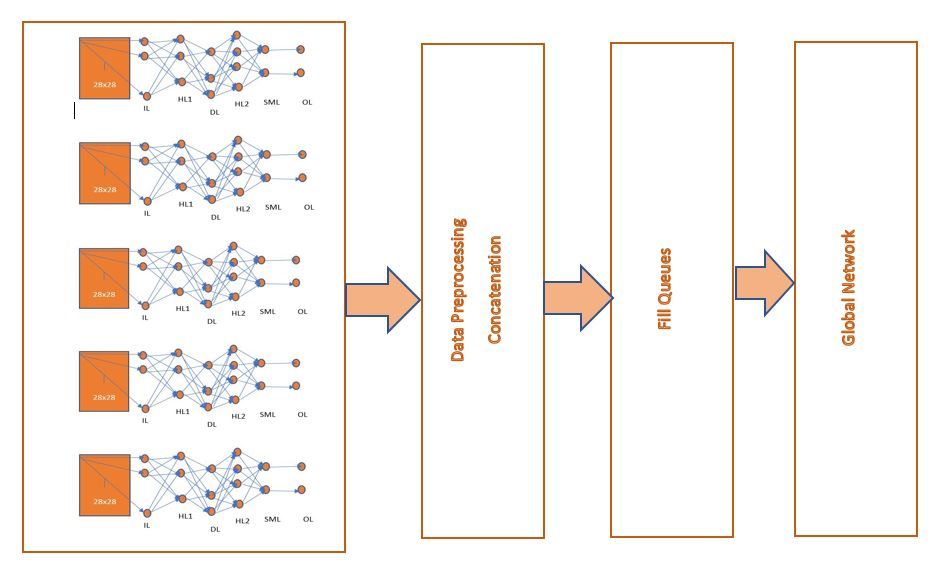 I
28x28
IL
HL1
DL
HL2
SML
OL
I
28x28
IL
HL1
DL
HL2
SML
OL
I
28x28
IL
HL1
DL
HL2
SML
OL
I
28x28
IL
HL1
DL
HL2
SML
OL
I
28x28
IL
HL1
DL
HL2
SML
OL
Data Preprocessing
Concatenation
Fill Queues
Global Network